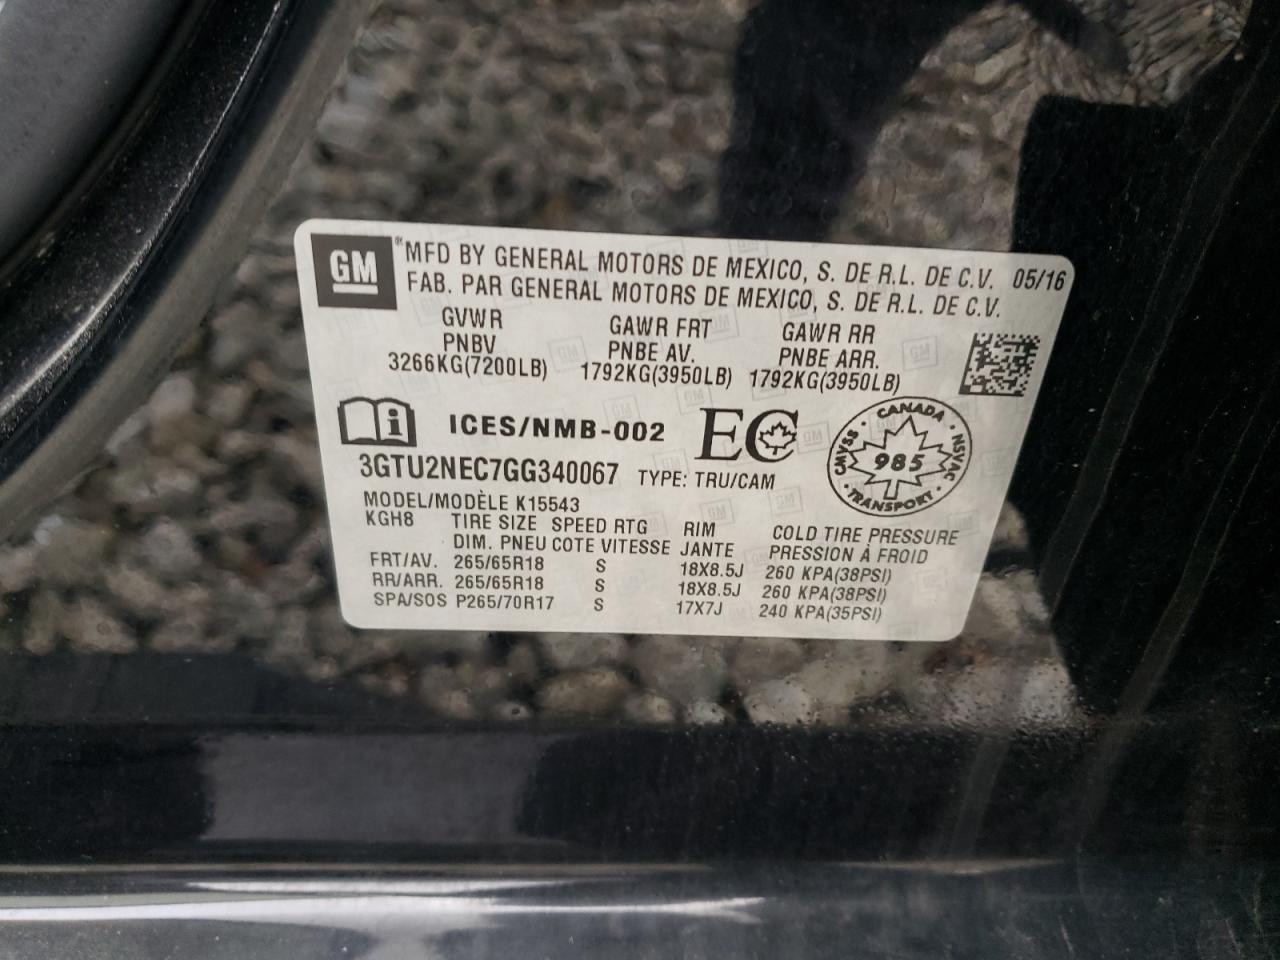 GM® MFD BY GENERAL MOTORS DE MEXICO, S. DE R.L. DE C.V. 05/16
FAB. PAR GENERAL MOTORS DE MEXICO, S. DE R.L. DE C.V.
GVWR GAWR FRT GAWR RR
PNBV PNBE AV. PNBE ARR.
3266KG(7200LB) 1792KG(3950LB) 1792KG(3950LB)
i ICES/NMB-002 EC
CANADA
CMVSS 985 NSVAC
TRANSPORT
3GTU2NEC7GG340067 TYPE: TRU/CAM
MODEL/MODÈLE K15543
KGH8 TIRE SIZE SPEED RTG RIM COLD TIRE PRESSURE
DIM. PNEU COTE VITESSE JANTE PRESSION À FROID
FRT/AV. 265/65R18 S 18X8.5J 260 KPA(38PSI)
RR/ARR. 265/65R18 S 18X8.5J 260 KPA(38PSI)
SPA/SOS P265/70R17 S 17X7J 240 KPA(35PSI)